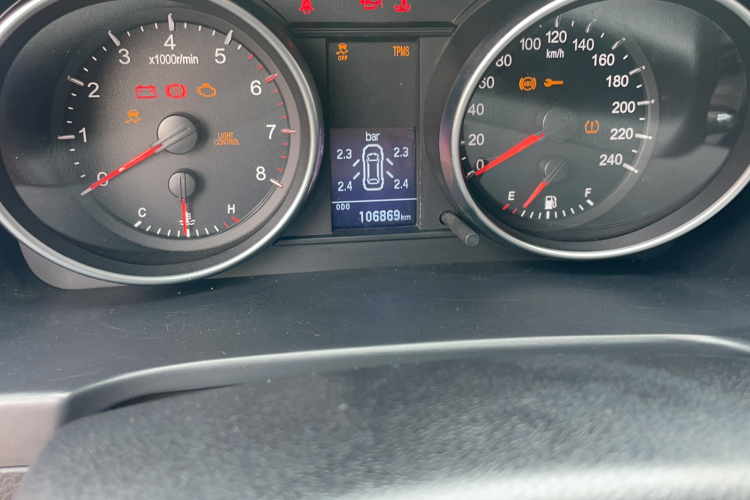 0
1
2
3
4
5
6
7
8
x1000r/min
LIGHT
CONTROL
C
H
OFF
TPMS
bar
2.3
2.3
2.4
2.4
ODO
106869km
0
20
40
60
80
100
120
140
160
180
200
220
240
km/h
ABS
E
F